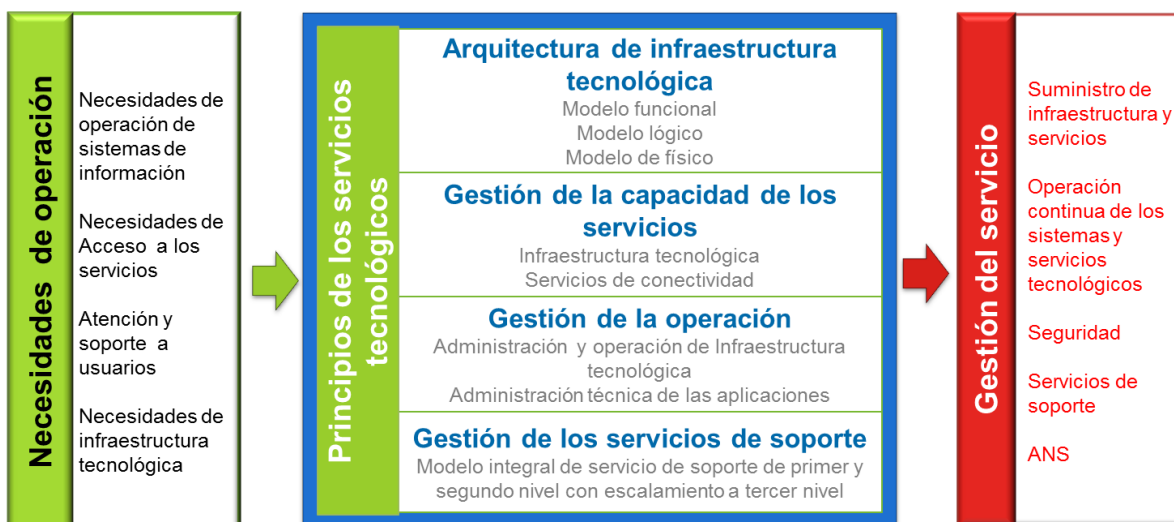 Necesidades de operación
Necesidades de
operación de
sistemas de
información
Necesidades de
Acceso a los
servicios
Atención y
soporte a
usuarios
Necesidades de
infraestructura
tecnológica
Principios de los servicios
tecnológicos
Arquitectura de infraestructura
tecnológica
Modelo funcional
Modelo lógico
Modelo de físico
Gestión de la capacidad de los
servicios
Infraestructura tecnológica
Servicios de conectividad
Gestión de la operación
Administración y operación de Infraestructura
tecnológica
Administración técnica de las aplicaciones
Gestión de los servicios de soporte
Modelo integral de servicio de soporte de primer y
segundo nivel con escalamiento a tercer nivel
Gestión del servicio
Suministro de
infraestructura y
servicios
Operación
continua de los
sistemas y
servicios
tecnológicos
Seguridad
Servicios de
soporte
ANS